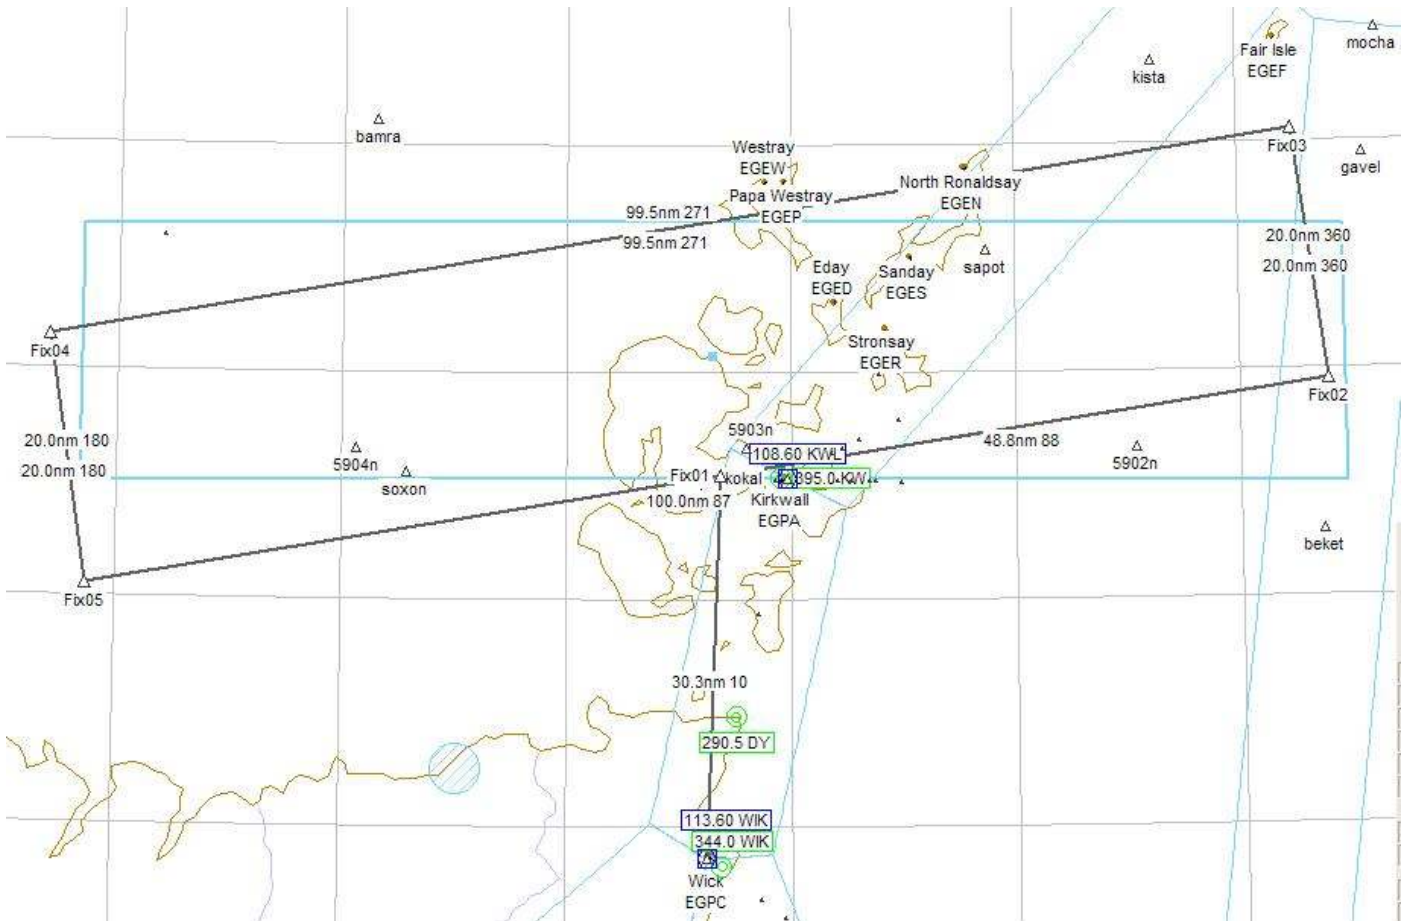 Fair Isle
EGEF
mocha
kista
bamra
Fix03
gavel
Westray
EGEW
Papa Westray
EGEP
North Ronaldsay
EGEN
99.5nm 271
99.5nm 271
20.0nm 360
20.0nm 360
Eday
EGED
Sanday
EGES
sapot
Stronsay
EGER
Fix04
Fix02
20.0nm 180
20.0nm 180
5904n
soxon
5903n
48.8nm 88
5902n
108.60 KWL
Fix01
kokal
395.0 KW
Kirkwall
EGPA
100.0nm 87
beket
Fix05
30.3nm 10
290.5 DY
113.60 WIK
344.0 WIK
Wick
EGPC